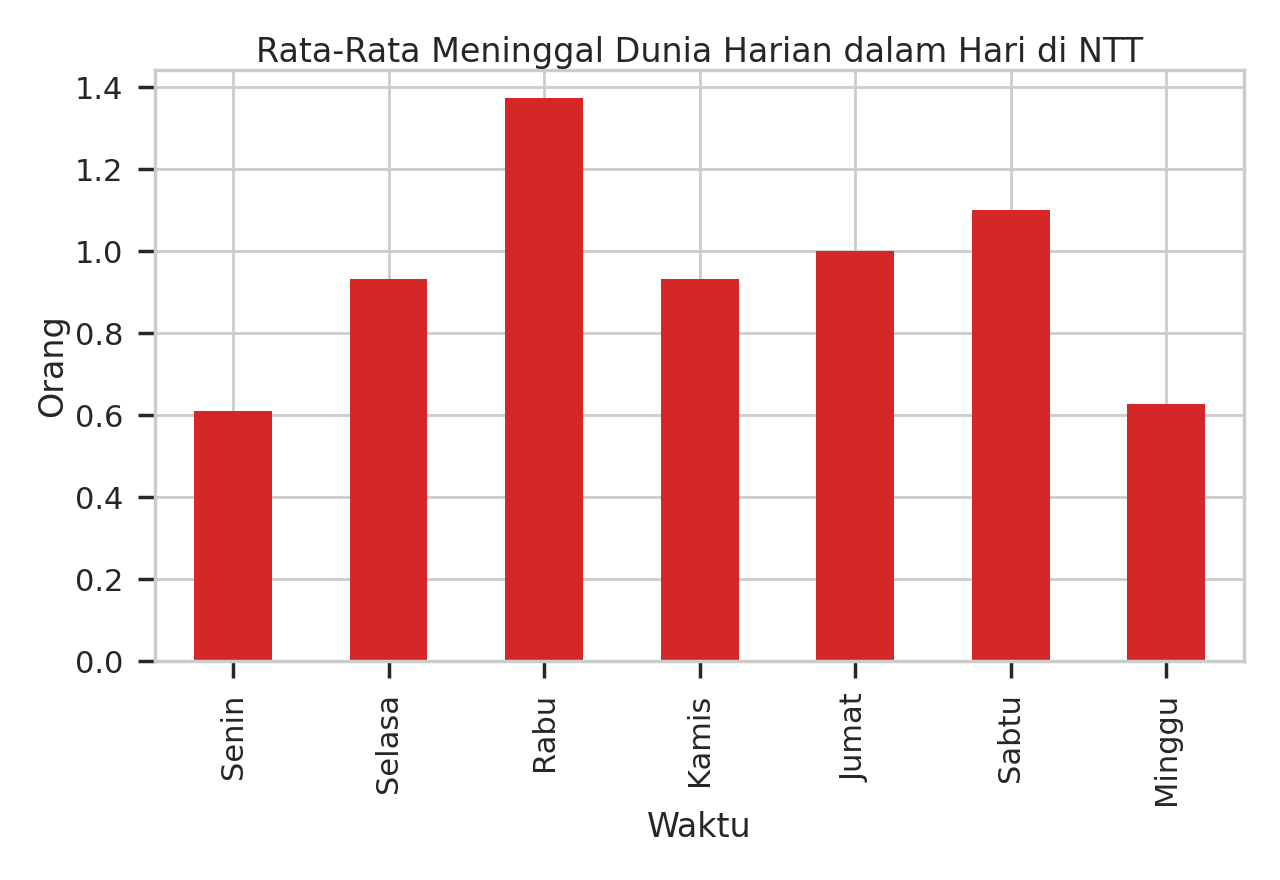 Rata-Rata Meninggal Dunia Harian dalam Hari di NTT
1.4
1.2
1.0
0.8
0.6
0.4
0.2
0.0
Orang
Senin
Selasa
Rabu
Kamis
Jumat
Sabtu
Minggu
Waktu